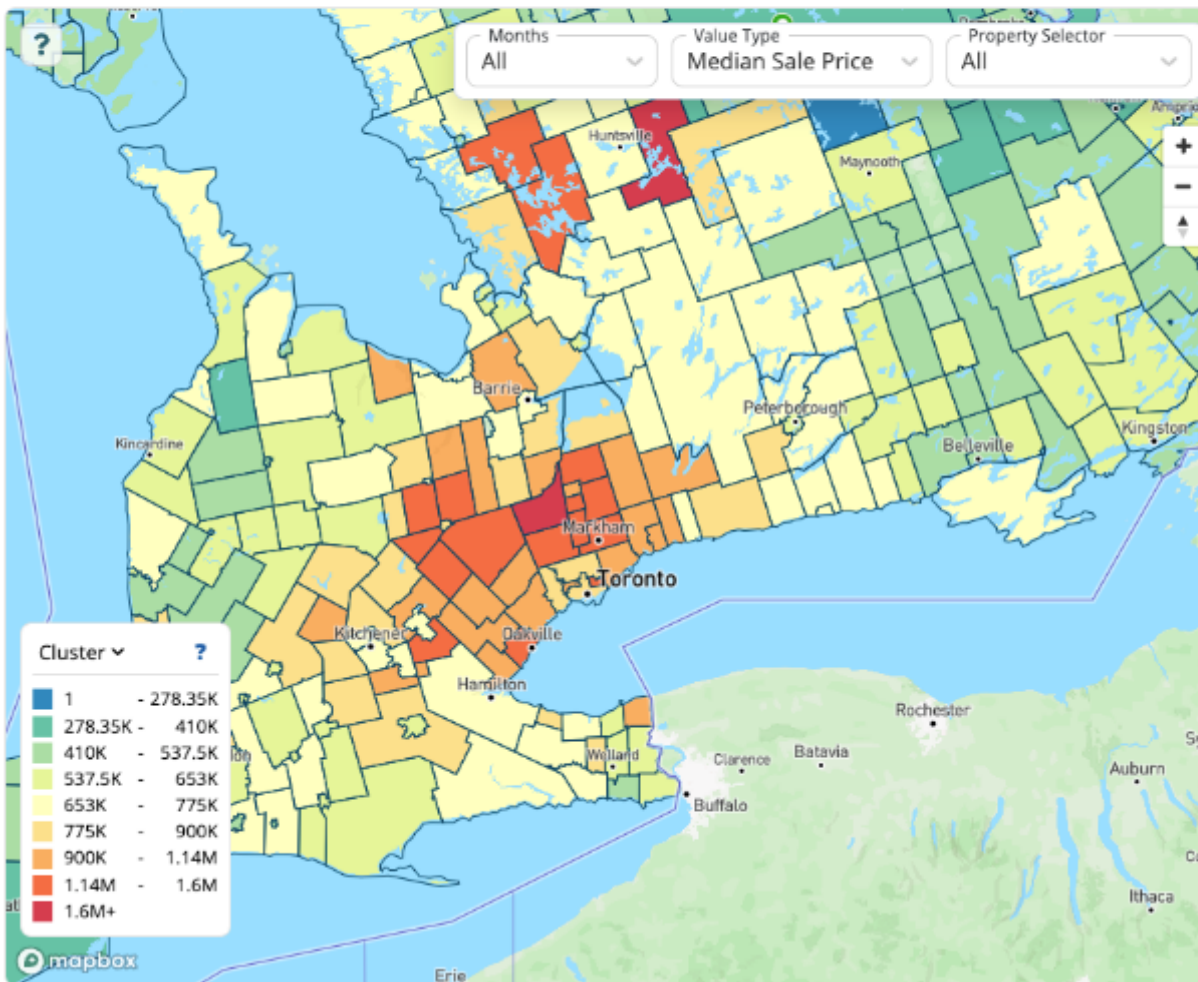 ?
Months
All
Value Type
Median Sale Price
Property Selector
All
+
−
Huntsville
Maynooth
Barrie
Kincardine
Peterborough
Belleville
Kingston
Markham
Toronto
Kitchener
Oakville
Hamilton
Welland
Rochester
Clarence
Batavia
Auburn
Buffalo
Ithaca
Erie
Cluster
?
1 - 278.35K
278.35K - 410K
410K - 537.5K
537.5K - 653K
653K - 775K
775K - 900K
900K - 1.14M
1.14M - 1.6M
1.6M+
mapbox